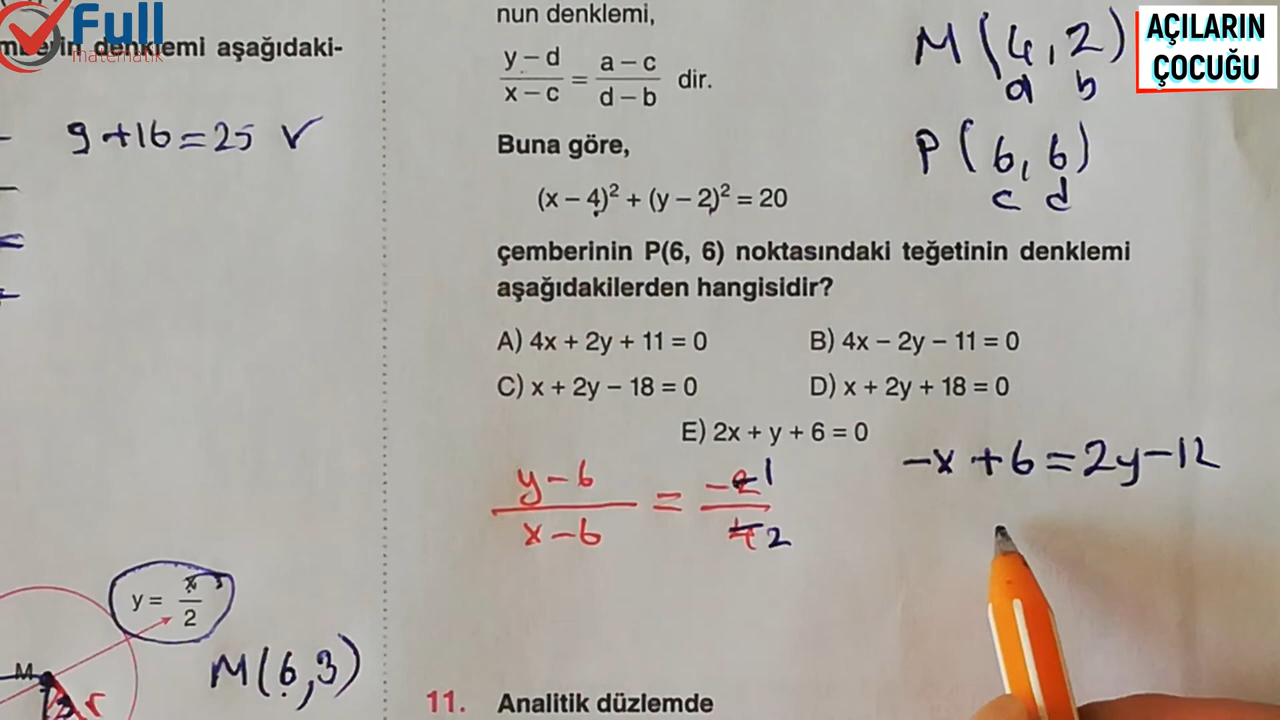 Full
matematik
mberin denklemi aşağıdaki-
9+16=25 ✓
y = x/2
M
M(6,3)
r
nun denklemi,
y – d / x – c = a – c / d – b dir.
Buna göre,
(x – 4)² + (y – 2)² = 20
çemberinin P(6, 6) noktasındaki teğetinin denklemi
aşağıdakilerden hangisidir?
A) 4x + 2y + 11 = 0
B) 4x – 2y – 11 = 0
C) x + 2y – 18 = 0
D) x + 2y + 18 = 0
E) 2x + y + 6 = 0
y-6 / x-6 = -2 1 / 4 2
11. Analitik düzlemde
M(4,2)
a b
P(6,6)
c d
-x+6=2y-12
AÇILARIN
ÇOCUĞU